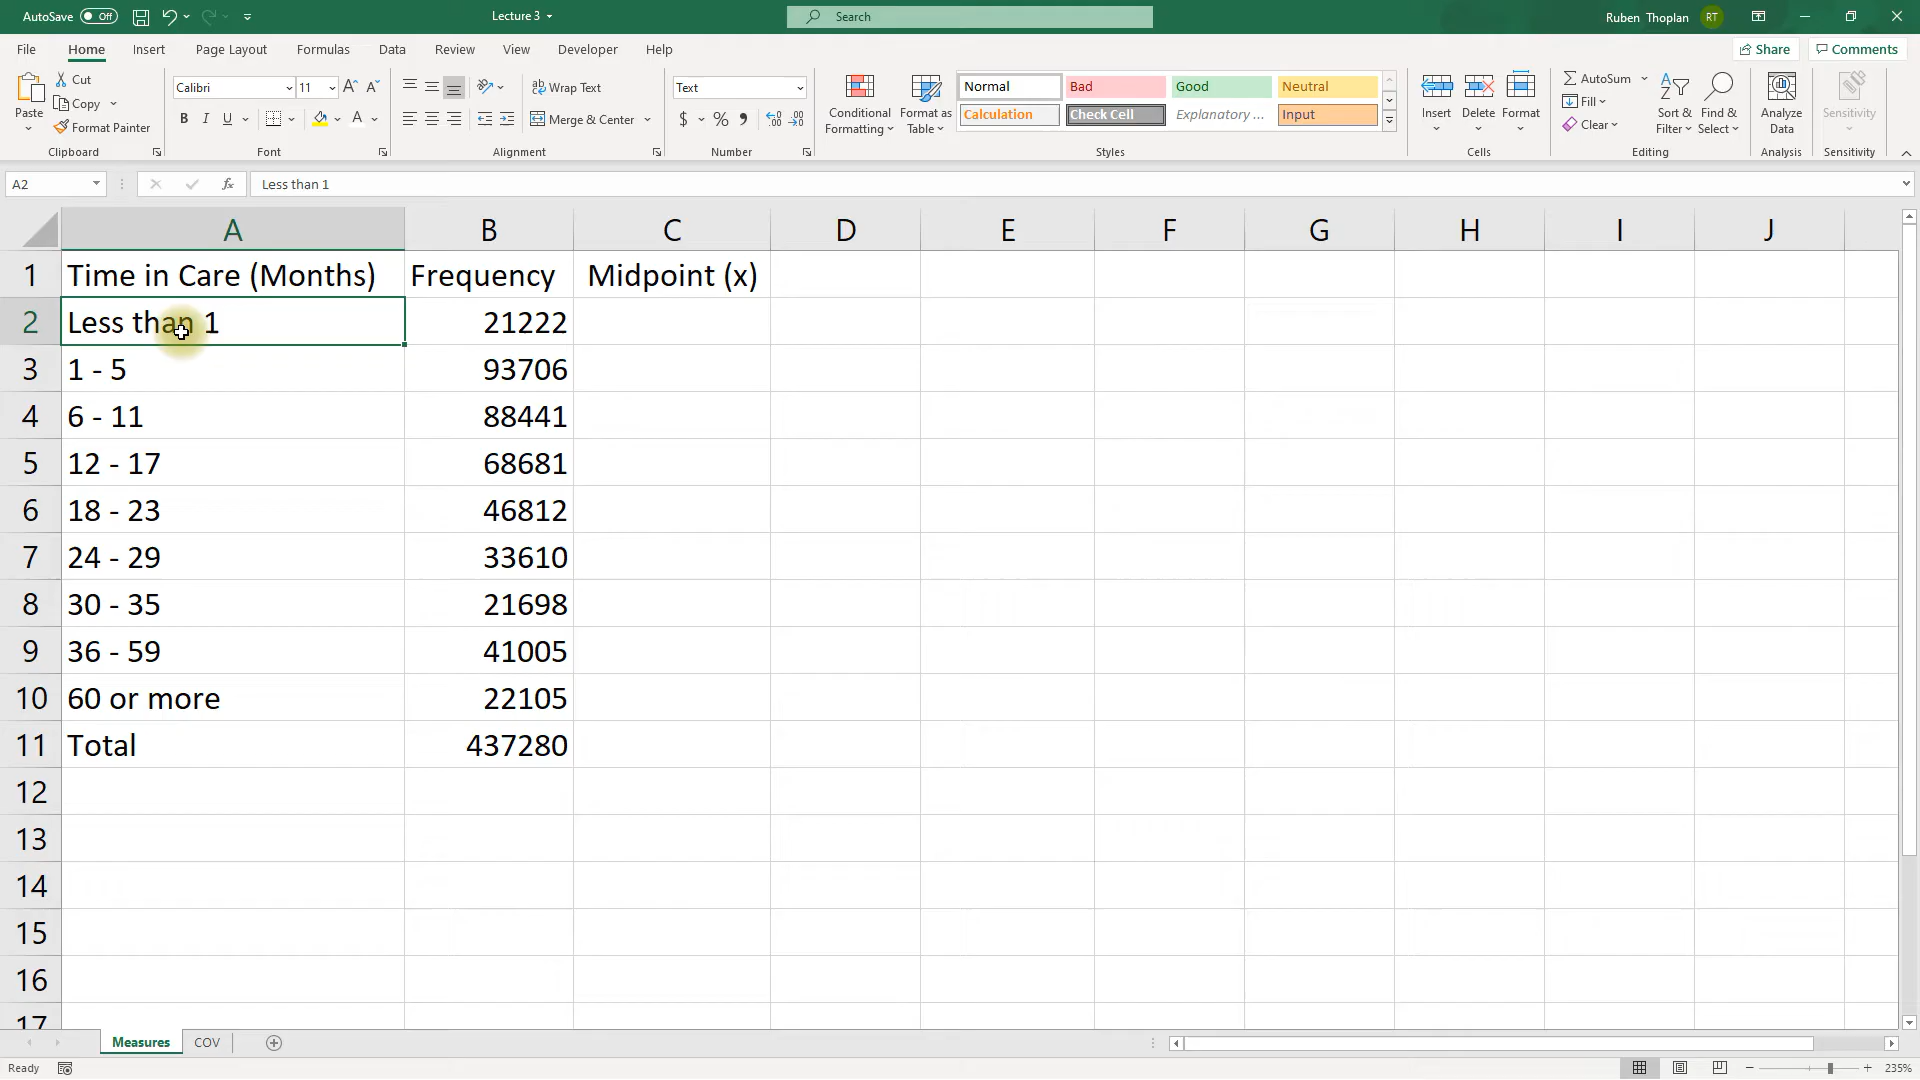 AutoSave Off Lecture 3 Search Ruben Thoplan RT
File Home Insert Page Layout Formulas Data Review View Developer Help Share Comments
Paste Cut Copy Format Painter Clipboard
Calibri 11 B I U A Font
Wrap Text Merge & Center Alignment
Text $ % Number
Conditional Formatting Format as Table
Normal Bad Good Neutral
Calculation Check Cell Explanatory ... Input
Styles
Insert Delete Format Cells
AutoSum Fill Clear Sort & Filter Find & Select Editing
Analyze Data Analysis
Sensitivity Sensitivity
A2 fx Less than 1
A B C D E F G H I J
1 Time in Care (Months) Frequency Midpoint (x)
2 Less than 1 21222
3 1 - 5 93706
4 6 - 11 88441
5 12 - 17 68681
6 18 - 23 46812
7 24 - 29 33610
8 30 - 35 21698
9 36 - 59 41005
10 60 or more 22105
11 Total 437280
12
13
14
15
16
17
Measures COV
Ready 235%